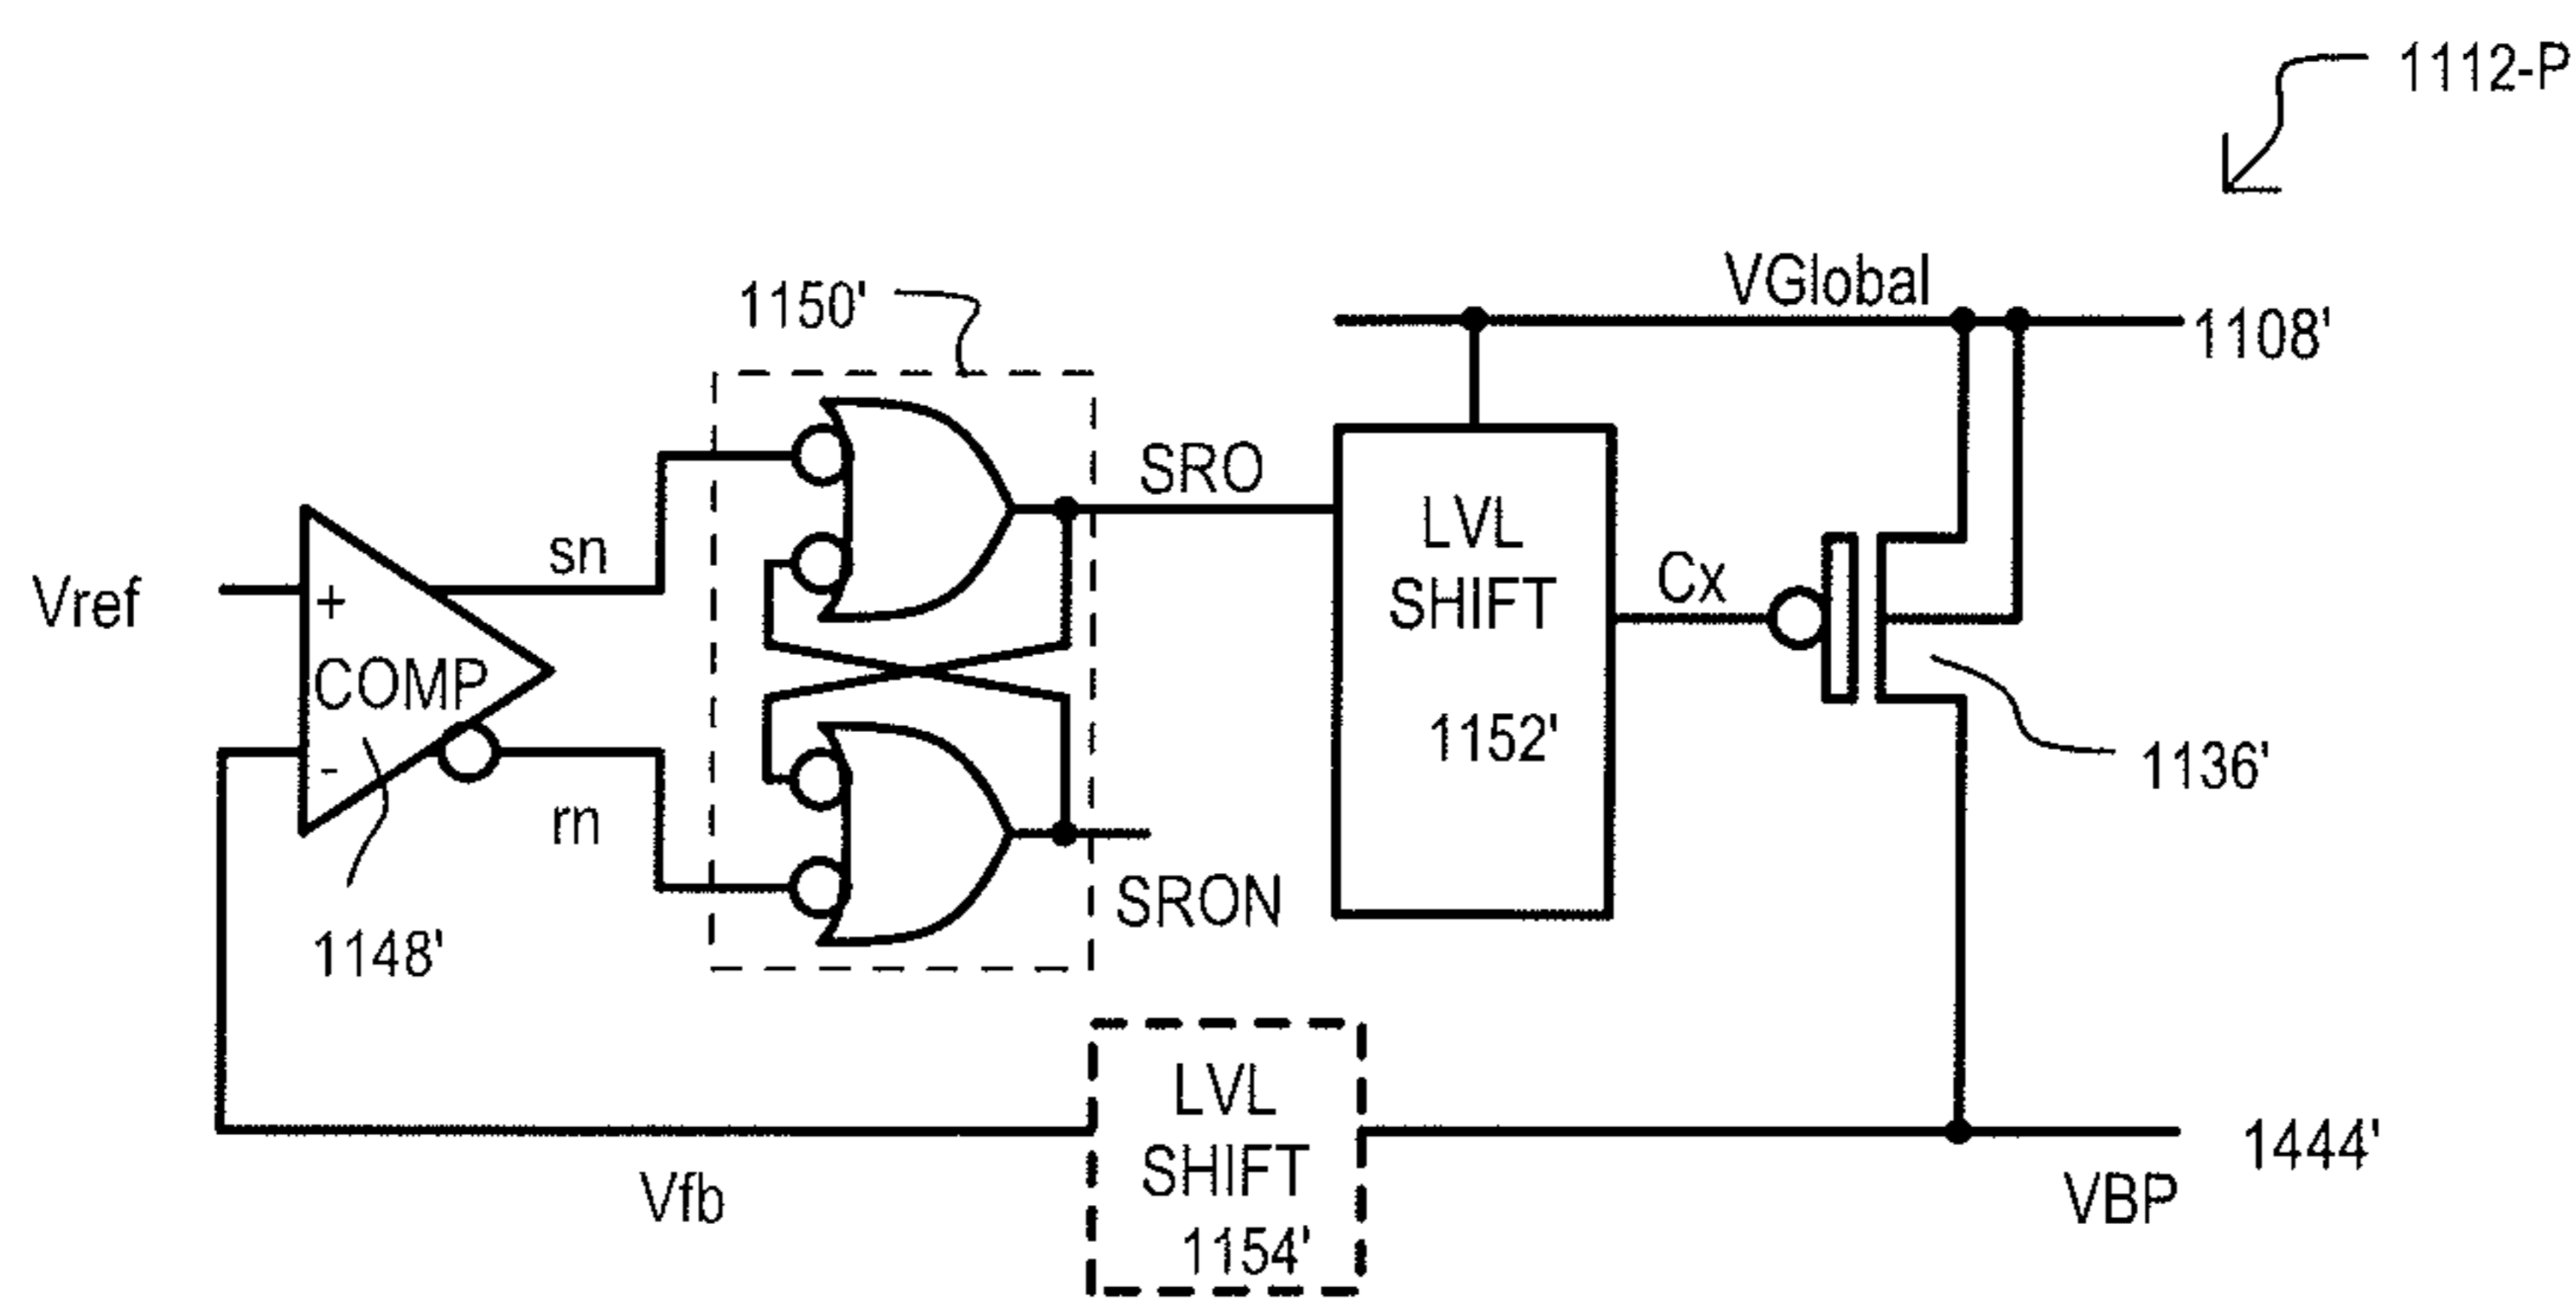 1112-P
VGlobal
1108'
1150'
SRO
LVL
SHIFT
1152'
Cx
1136'
Vref
+
COMP
-
sn
rn
1148'
SRON
LVL
SHIFT
1154'
Vfb
VBP
1444'